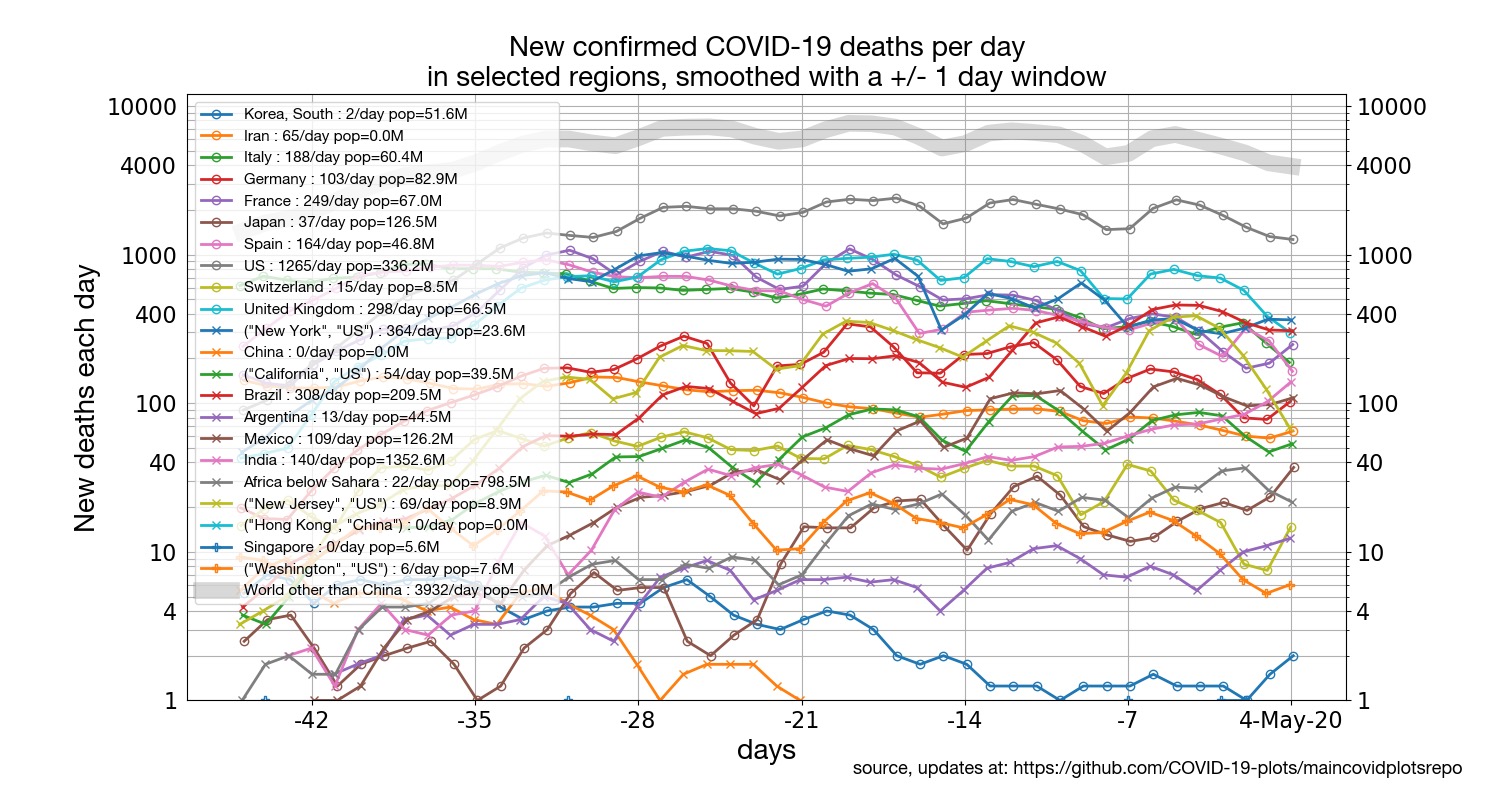 New confirmed COVID-19 deaths per day
in selected regions, smoothed with a +/- 1 day window
New deaths each day
10000
4000
1000
400
100
40
10
4
1
Korea, South : 2/day pop=51.6M
Iran : 65/day pop=0.0M
Italy : 188/day pop=60.4M
Germany : 103/day pop=82.9M
France : 249/day pop=67.0M
Japan : 37/day pop=126.5M
Spain : 164/day pop=46.8M
US : 1265/day pop=336.2M
Switzerland : 15/day pop=8.5M
United Kingdom : 298/day pop=66.5M
("New York", "US") : 364/day pop=23.6M
China : 0/day pop=0.0M
("California", "US") : 54/day pop=39.5M
Brazil : 308/day pop=209.5M
Argentina : 13/day pop=44.5M
Mexico : 109/day pop=126.2M
India : 140/day pop=1352.6M
Africa below Sahara : 22/day pop=798.5M
("New Jersey", "US") : 69/day pop=8.9M
("Hong Kong", "China") : 0/day pop=0.0M
Singapore : 0/day pop=5.6M
("Washington", "US") : 6/day pop=7.6M
World other than China : 3932/day pop=0.0M
10000
4000
1000
400
100
40
10
4
1
-42 -35 -28 -21 -14 -7 4-May-20
days
source, updates at: https://github.com/COVID-19-plots/maincovidplotsrepo